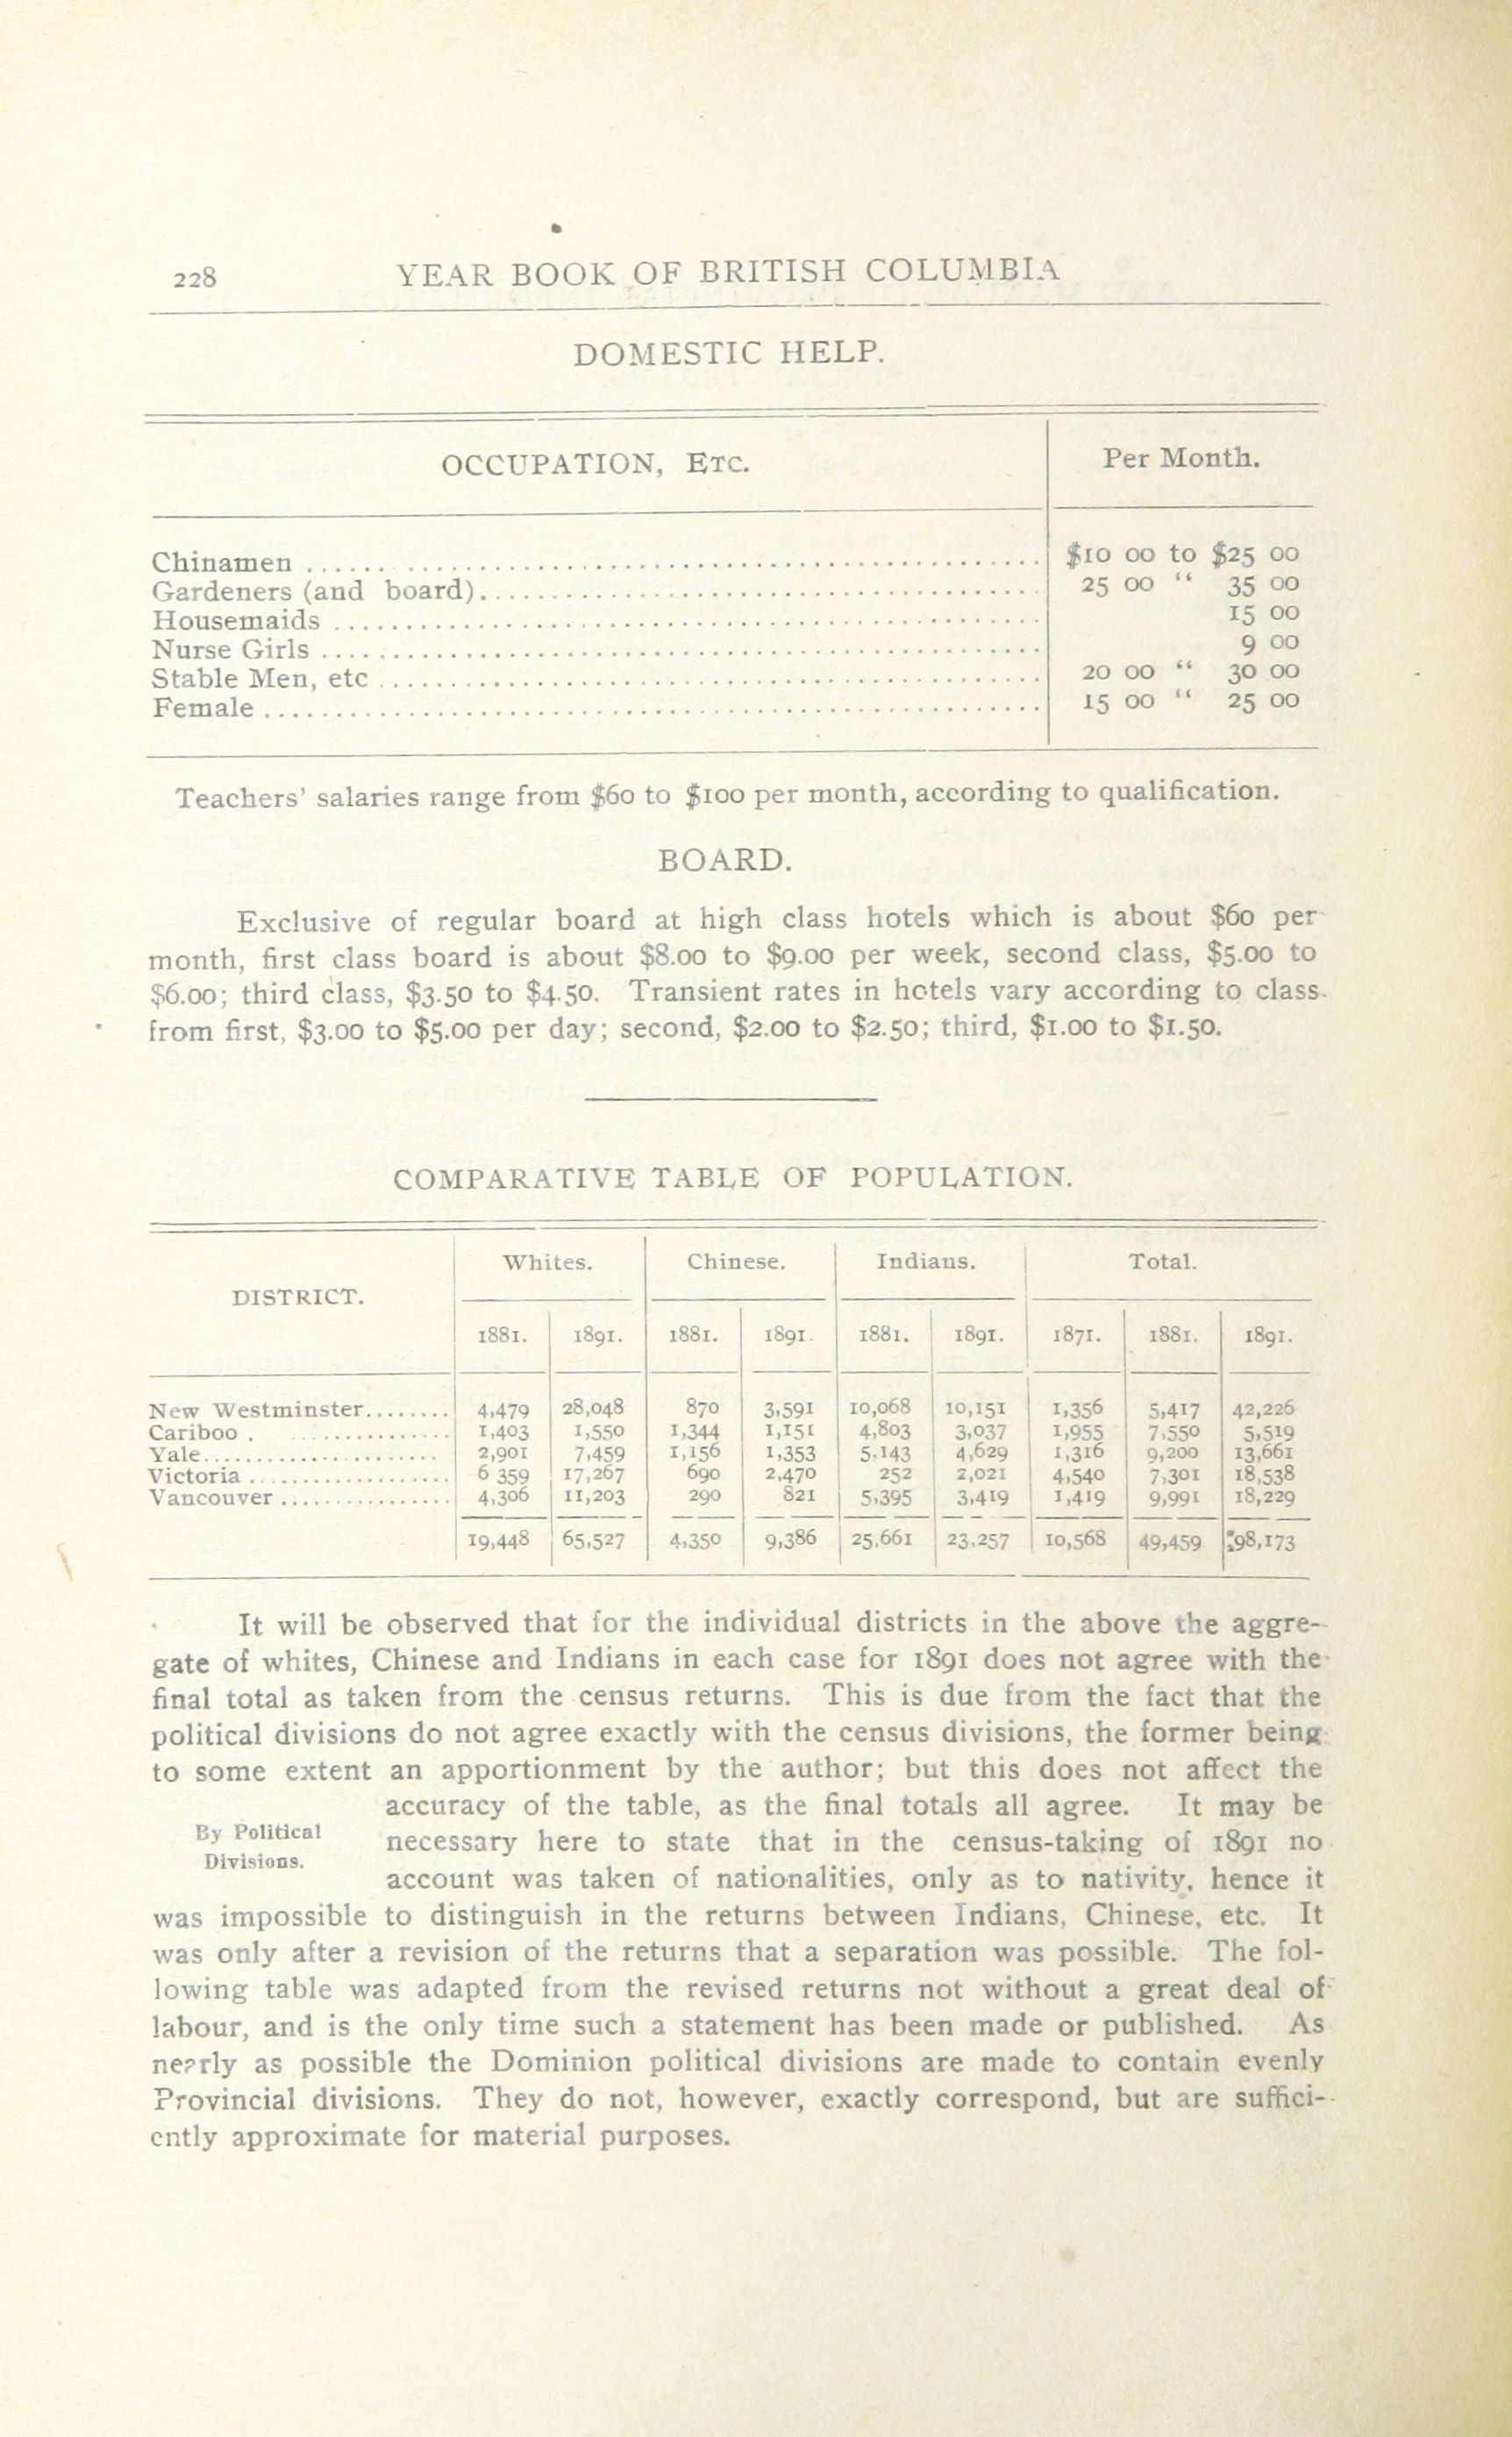 228 YEAR BOOK OF BRITISH COLUMBIA
DOMESTIC HELP.
OCCUPATION, ETC. Per Month.
Chinamen ........ $10 00 to $25 00
Gardeners (and board)........ 25 00 " 35 00
Housemaids ........ 15 00
Nurse Girls ........ 9 00
Stable Men, etc ........ 20 00 " 30 00
Female ........ 15 00 " 25 00
Teachers' salaries range from $60 to $100 per month, according to qualification.
BOARD.
Exclusive of regular board at high class hotels which is about $60 per
month, first class board is about $8.00 to $9.00 per week, second class, $5.00 to
$6.00; third class, $3.50 to $4.50. Transient rates in hotels vary according to class
from first, $3.00 to $5.00 per day; second, $2.00 to $2.50; third, $1.00 to $1.50.
COMPARATIVE TABLE OF POPULATION.
DISTRICT. Whites. Chinese. Indians. Total.
1881. 1891. 1881. 1891. 1881. 1891. 1871. 1881. 1891.
New Westminster........ 4,479 28,048 870 3,591 10,068 10,151 1,356 5,417 42,226
Cariboo ........ 1,403 1,550 1,344 1,151 4,803 3,037 1,955 7,550 5,519
Yale........ 2,901 7,459 1,156 1,353 5,143 4,629 1,316 9,200 13,661
Victoria ........ 6 359 17,267 690 2,470 252 2,021 4,540 7,301 18,538
Vancouver ........ 4,306 11,203 290 821 5,395 3,419 1,419 9,991 18,229
19,448 65,527 4,350 9,386 25,661 23,257 10,568 49,459 98,173
It will be observed that for the individual districts in the above the aggre-
gate of whites, Chinese and Indians in each case for 1891 does not agree with the
final total as taken from the census returns. This is due from the fact that the
political divisions do not agree exactly with the census divisions, the former being
to some extent an apportionment by the author; but this does not affect the
accuracy of the table, as the final totals all agree. It may be
By Political
Divisions.
necessary here to state that in the census-taking of 1891 no
account was taken of nationalities, only as to nativity, hence it
was impossible to distinguish in the returns between Indians, Chinese, etc. It
was only after a revision of the returns that a separation was possible. The fol-
lowing table was adapted from the revised returns not without a great deal of
labour, and is the only time such a statement has been made or published. As
nearly as possible the Dominion political divisions are made to contain evenly
Provincial divisions. They do not, however, exactly correspond, but are suffici-
ently approximate for material purposes.